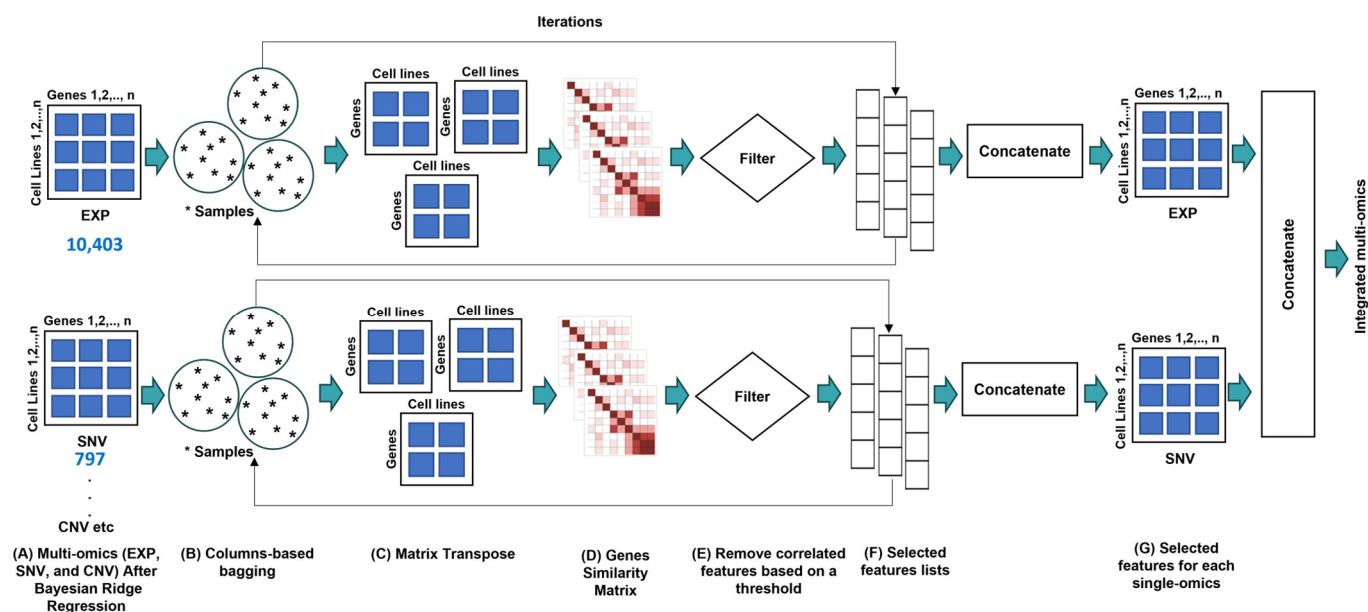 Iterations
Genes 1,2,.., n
Cell Lines 1,2,..,n
EXP
10,403
* Samples
Cell lines
Genes
Cell lines
Genes
Cell lines
Genes
Filter
Concatenate
Genes 1,2,.., n
Cell Lines 1,2,..,n
EXP
Genes 1,2,.., n
Cell Lines 1,2,..,n
SNV
797
* Samples
Cell lines
Genes
Cell lines
Genes
Cell lines
Genes
Filter
Concatenate
Genes 1,2,.., n
Cell Lines 1,2,..,n
SNV
Concatenate
Integrated multi-omics
.
.
.
CNV etc
(A) Multi-omics (EXP,
SNV, and CNV) After
Bayesian Ridge
Regression
(B) Columns-based
bagging
(C) Matrix Transpose
(D) Genes
Similarity
Matrix
(E) Remove correlated
features based on a
threshold
(F) Selected
features lists
(G) Selected
features for each
single-omics